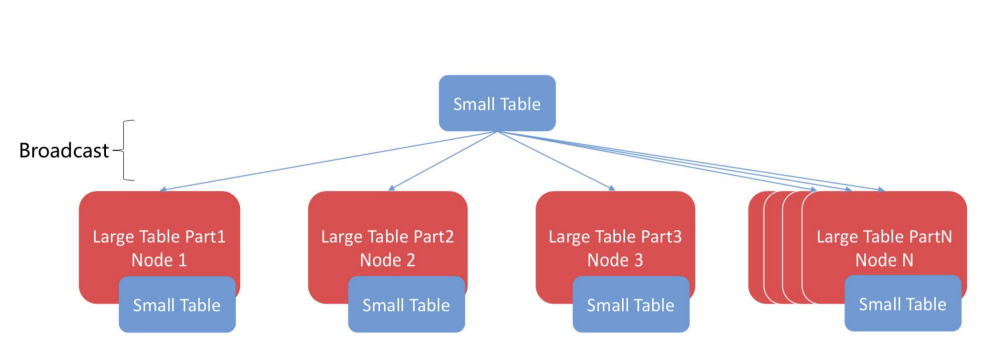 Small Table
Broadcast
Large Table Part1
Node 1
Small Table
Large Table Part2
Node 2
Small Table
Large Table Part3
Node 3
Small Table
Large Table PartN
Node N
Small Table